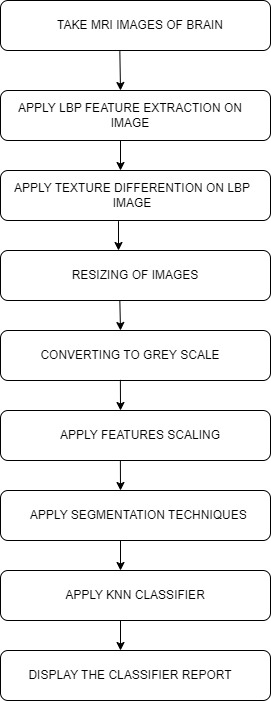 TAKE MRI IMAGES OF BRAIN
APPLY LBP FEATURE EXTRACTION ON
IMAGE
APPLY TEXTURE DIFFERENTION ON LBP
IMAGE
RESIZING OF IMAGES
CONVERTING TO GREY SCALE
APPLY FEATURES SCALING
APPLY SEGMENTATION TECHNIQUES
APPLY KNN CLASSIFIER
DISPLAY THE CLASSIFIER REPORT